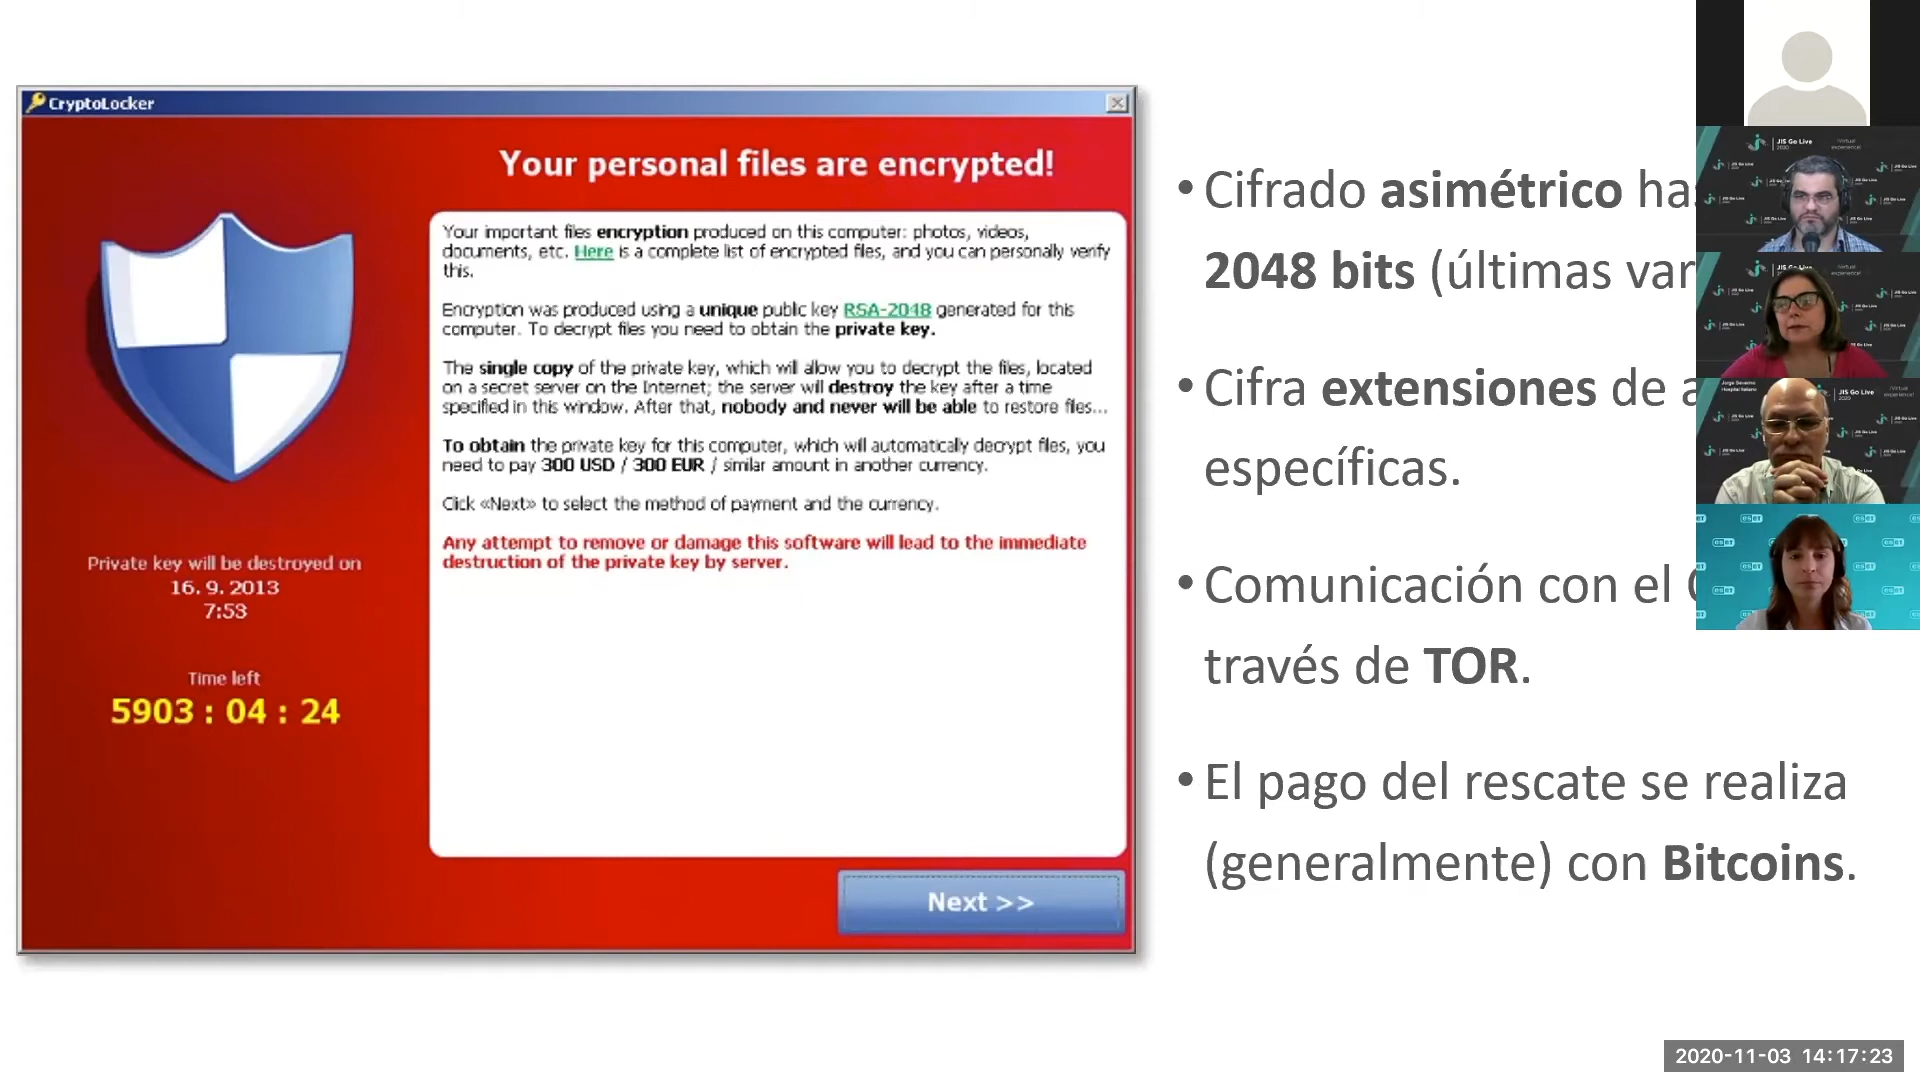 CryptoLocker
Your personal files are encrypted!
Your important files encryption produced on this computer: photos, videos,
documents, etc. Here is a complete list of encrypted files, and you can personally verify
this.
Encryption was produced using a unique public key RSA-2048 generated for this
computer. To decrypt files you need to obtain the private key.
The single copy of the private key, which will allow you to decrypt the files, located
on a secret server on the Internet; the server will destroy the key after a time
specified in this window. After that, nobody and never will be able to restore files...
To obtain the private key for this computer, which will automatically decrypt files, you
need to pay 300 USD / 300 EUR / similar amount in another currency.
Click «Next» to select the method of payment and the currency.
Any attempt to remove or damage this software will lead to the immediate
destruction of the private key by server.
Private key will be destroyed on
16. 9. 2013
7:53
Time left
5903 : 04 : 24
Next >>
• Cifrado asimétrico
2048 bits (últimas
• Cifra extensiones de
específicas.
• Comunicación con el
través de TOR.
• El pago del rescate se realiza
(generalmente) con Bitcoins.
JIS Go Live
2020
JIS Go Live
2020
eset
2020-11-03 14:17:23